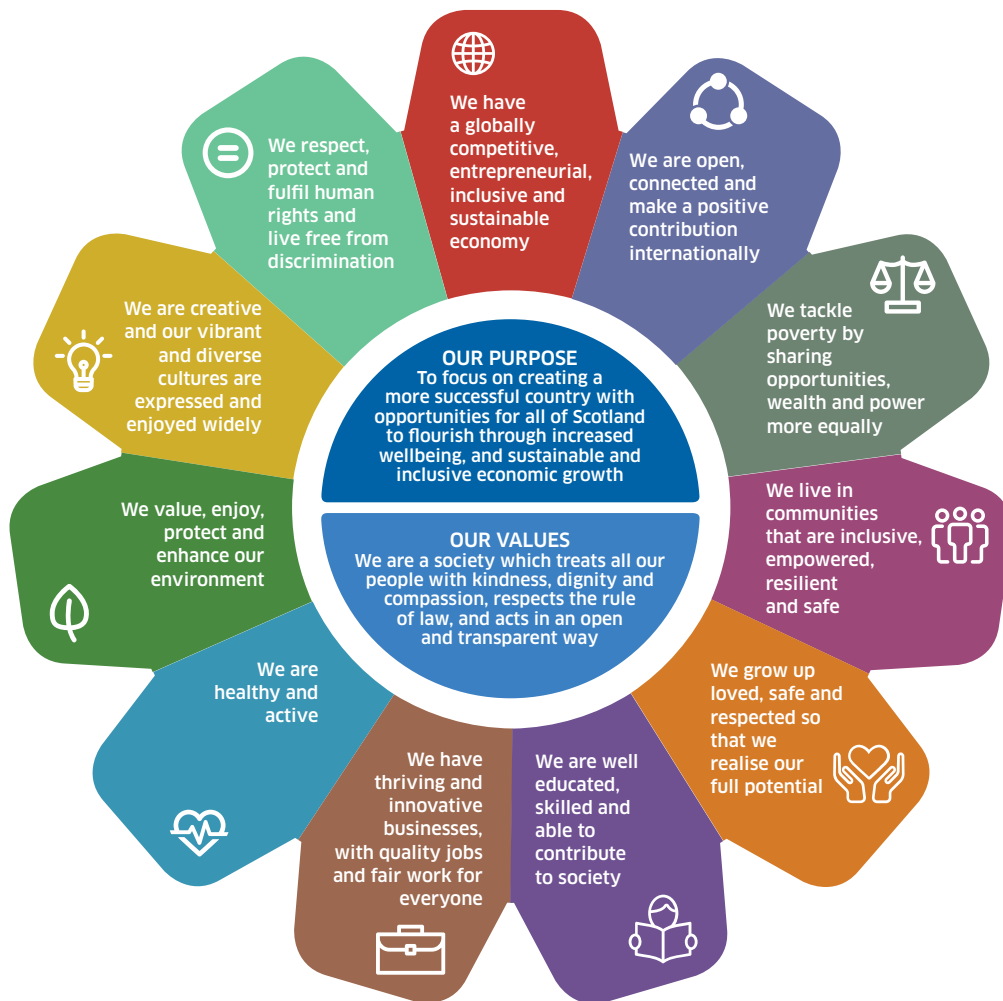 We have
a globally
competitive,
entrepreneurial,
inclusive and
sustainable
economy
We are open,
connected and
make a positive
contribution
internationally
We tackle
poverty by
sharing
opportunities,
wealth and power
more equally
We live in
communities
that are inclusive,
empowered,
resilient
and safe
We grow up
loved, safe and
respected so
that we
realise our
full potential
We are well
educated,
skilled and
able to
contribute
to society
We have
thriving and
innovative
businesses,
with quality jobs
and fair work for
everyone
We are
healthy and
active
We value, enjoy,
protect and
enhance our
environment
We are creative
and our vibrant
and diverse
cultures are
expressed and
enjoyed widely
We respect,
protect and
fulfil human
rights and
live free from
discrimination
OUR PURPOSE
To focus on creating a
more successful country with
opportunities for all of Scotland
to flourish through increased
wellbeing, and sustainable and
inclusive economic growth
OUR VALUES
We are a society which treats all our
people with kindness, dignity and
compassion, respects the rule
of law, and acts in an open
and transparent way